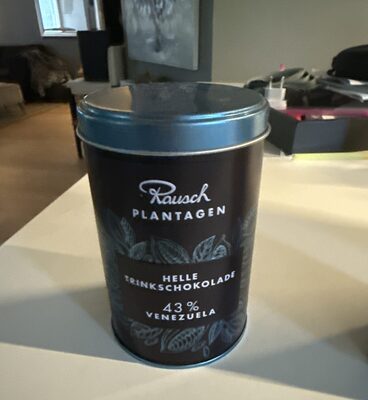 Rausch
PLANTAGEN
HELLE
TRINKSCHOKOLADE
43%
VENEZUELA